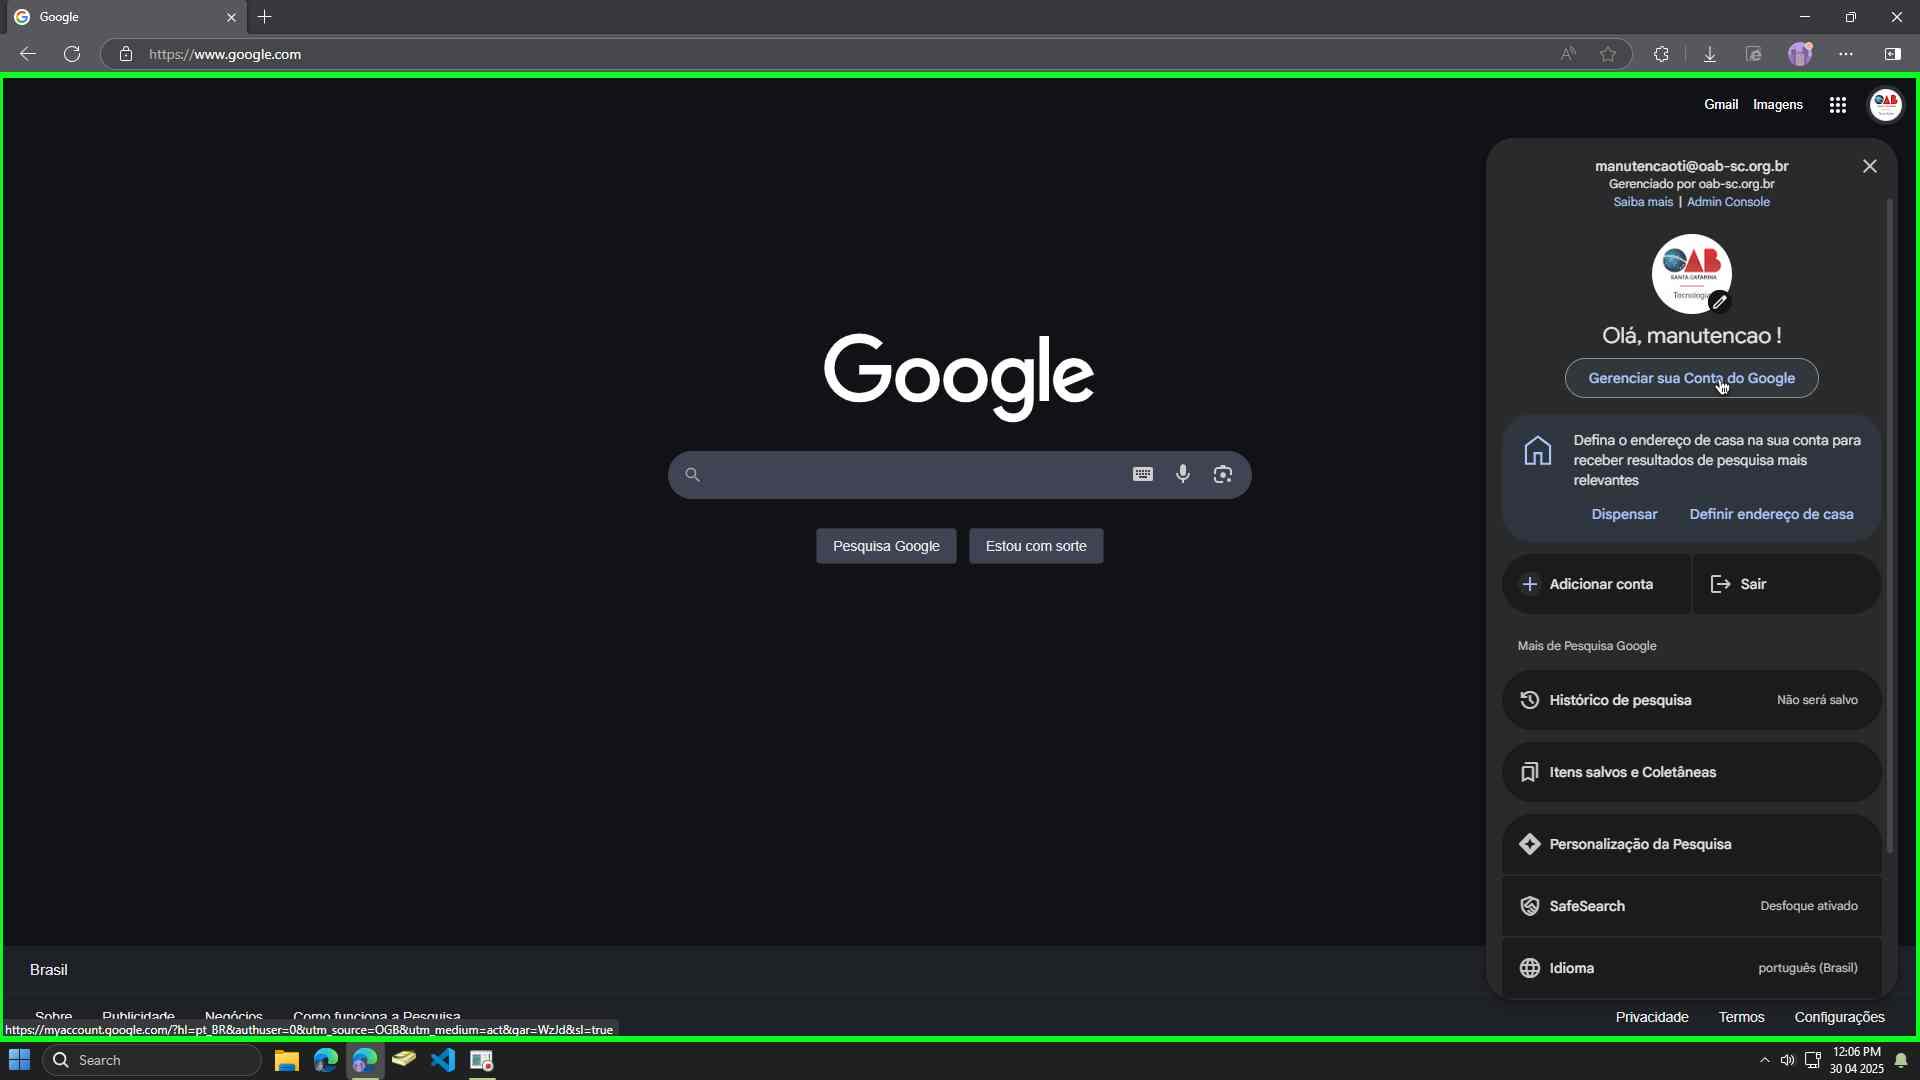 Google
https://www.google.com
Gmail Imagens
manutencaoti@oab-sc.org.br
Gerenciado por oab-sc.org.br
Saiba mais | Admin Console
OAB
SANTA CATARINA
Olá, manutencao !
Gerenciar sua Conta do Google
Google
Defina o endereço de casa na sua conta para
receber resultados de pesquisa mais
relevantes
Dispensar Definir endereço de casa
Pesquisa Google Estou com sorte
Adicionar conta Sair
Mais de Pesquisa Google
Histórico de pesquisa Não será salvo
Itens salvos e Coletâneas
Personalização da Pesquisa
SafeSearch Desfoque ativado
Idioma português (Brasil)
Brasil
Sobre Publicidade Negócios Como funciona a Pesquisa
Privacidade Termos Configurações
https://myaccount.google.com/?hl=pt_BR&authuser=0&utm_source=OGB&utm_medium=act&gar=WzJd&sl=true
Search
12:06 PM
30 04 2025